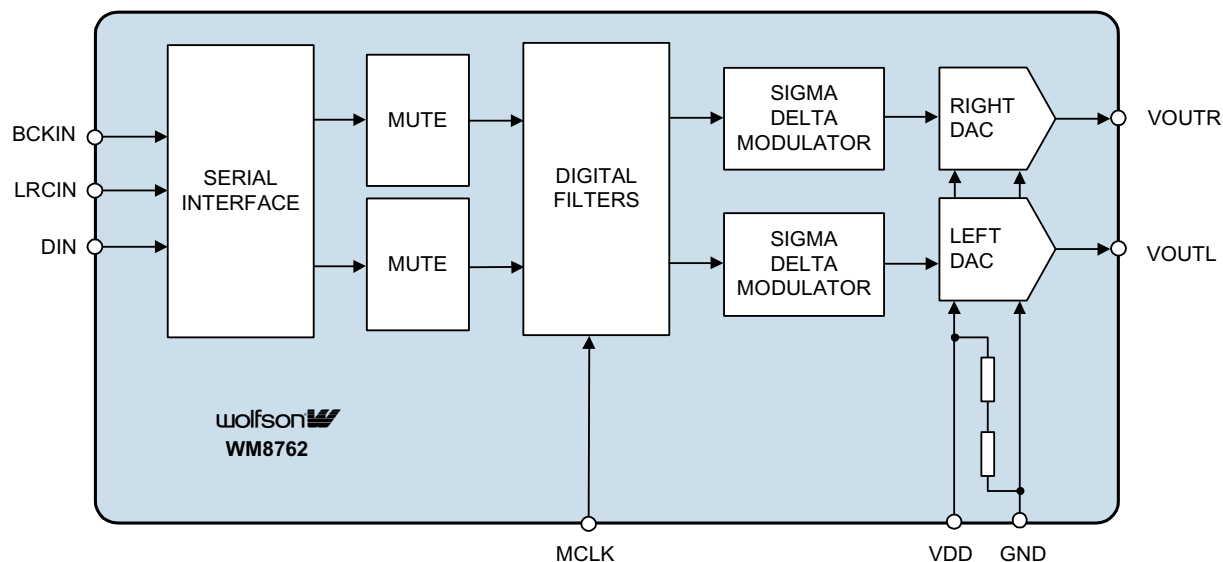 BCKIN
LRCIN
DIN
SERIAL
INTERFACE
MUTE
MUTE
DIGITAL
FILTERS
SIGMA
DELTA
MODULATOR
SIGMA
DELTA
MODULATOR
RIGHT
DAC
LEFT
DAC
VOUTR
VOUTL
wolfson
WM8762
MCLK
VDD
GND